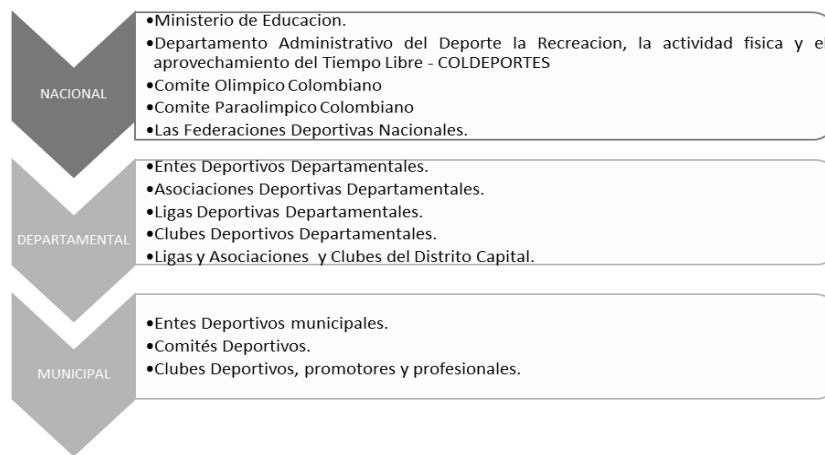 NACIONAL
•Ministerio de Educacion.
•Departamento Administrativo del Deporte la Recreacion, la actividad fisica y el
aprovechamiento del Tiempo Libre - COLDEPORTES
•Comite Olimpico Colombiano
•Comite Paraolimpico Colombiano
•Las Federaciones Deportivas Nacionales.
DEPARTAMENTAL
•Entes Deportivos Departamentales.
•Asociaciones Deportivas Departamentales.
•Ligas Deportivas Departamentales.
•Clubes Deportivos Departamentales.
•Ligas y Asociaciones y Clubes del Distrito Capital.
MUNICIPAL
•Entes Deportivos municipales.
•Comités Deportivos.
•Clubes Deportivos, promotores y profesionales.